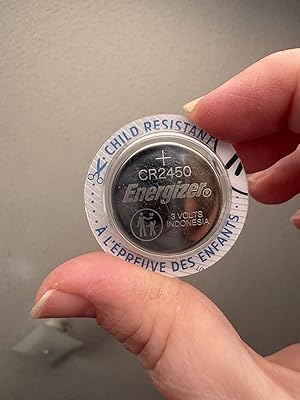 CHILD RESISTANT
+
CR2450
Energizer®
3 VOLTS
INDONESIA
À L'ÉPREUVE DES ENFANTS